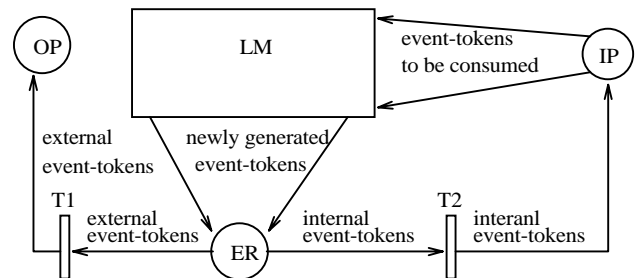 OP
LM
event-tokens
to be consumed
IP
external
event-tokens
newly generated
event-tokens
T1
external
event-tokens
ER
internal
event-tokens
T2
interanl
event-tokens